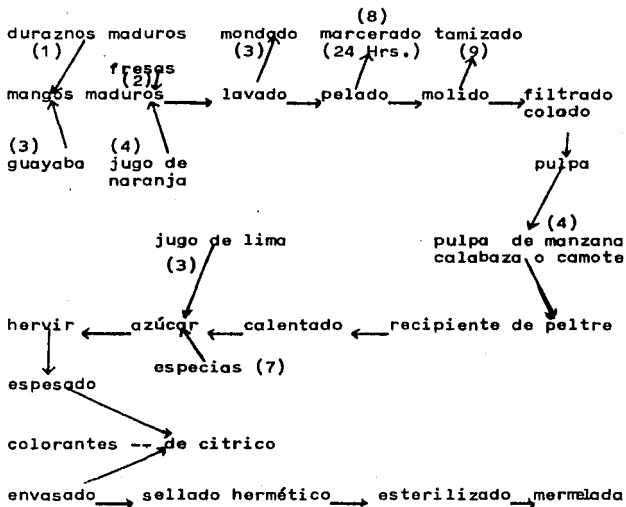 (8)
duraznos maduros mondado marcerado tamizado
(1) (3) (24 Hrs.) (9)
fresas
(2)
mangos maduros lavado pelado molido filtrado
colado
(3) (4)
guayaba jugo de pulpa
naranja
(4)
jugo de lima pulpa de manzana
(3) calabaza o camote
hervir azúcar calentado recipiente de peltre
especias (7)
espesado
colorantes -- de citrico
envasado sellado hermético esterilizado mermelada